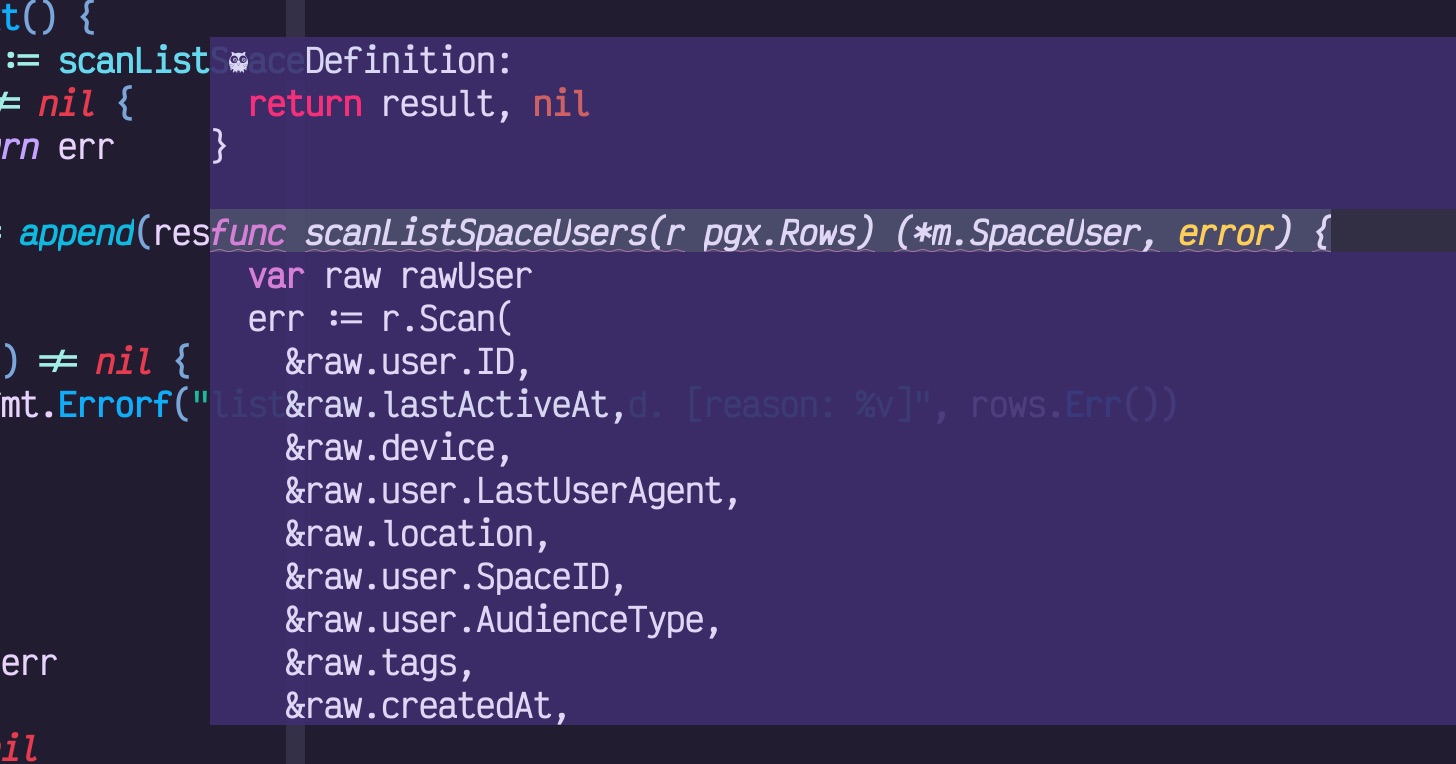 t() {
:= scanListSpace Definition:
≠ nil { return result, nil
rn err }
= append(res func scanListSpaceUsers(r pgx.Rows) (*m.SpaceUser, error) {
var raw rawUser
err := r.Scan(
) ≠ nil { &raw.user.ID,
mt.Errorf("list &raw.lastActiveAt, d. [reason: %v]", rows.Err())
&raw.device,
&raw.user.LastUserAgent,
&raw.location,
&raw.user.SpaceID,
&raw.user.AudienceType,
err &raw.tags,
&raw.createdAt,
il